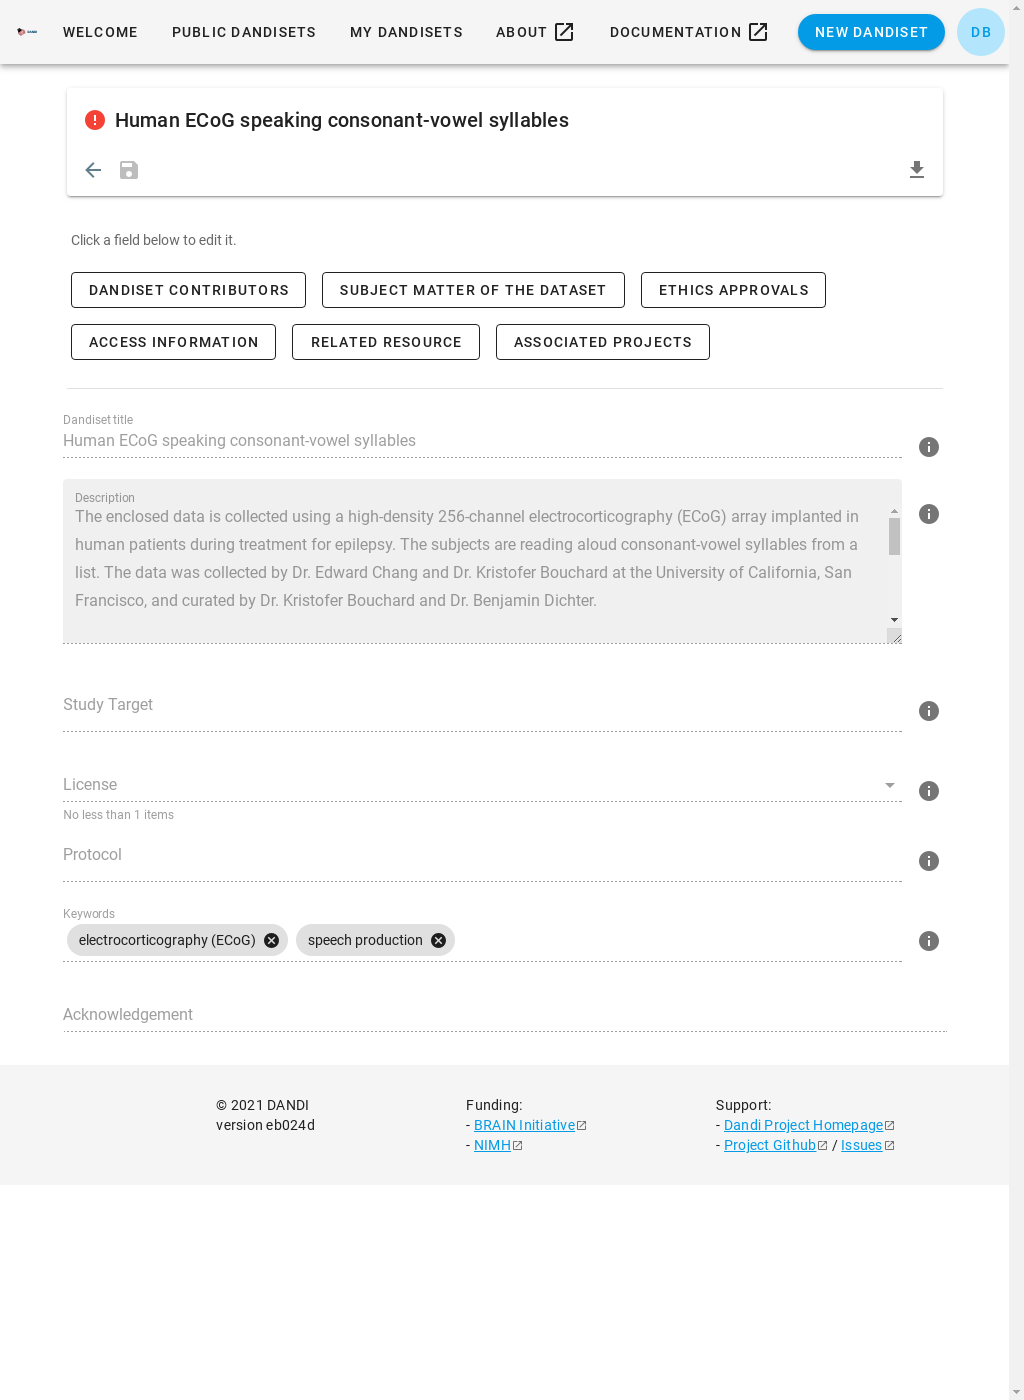 DANDI
WELCOME PUBLIC DANDISETS MY DANDISETS ABOUT DOCUMENTATION NEW DANDISET DB
Human ECoG speaking consonant-vowel syllables
Click a field below to edit it.
DANDISET CONTRIBUTORS SUBJECT MATTER OF THE DATASET ETHICS APPROVALS
ACCESS INFORMATION RELATED RESOURCE ASSOCIATED PROJECTS
Dandiset title
Human ECoG speaking consonant-vowel syllables
Description
The enclosed data is collected using a high-density 256-channel electrocorticography (ECoG) array implanted in
human patients during treatment for epilepsy. The subjects are reading aloud consonant-vowel syllables from a
list. The data was collected by Dr. Edward Chang and Dr. Kristofer Bouchard at the University of California, San
Francisco, and curated by Dr. Kristofer Bouchard and Dr. Benjamin Dichter.
Study Target
License
No less than 1 items
Protocol
Keywords
electrocorticography (ECoG) speech production
Acknowledgement
© 2021 DANDI
version eb024d
Funding:
- BRAIN Initiative
- NIMH
Support:
- Dandi Project Homepage
- Project Github / Issues